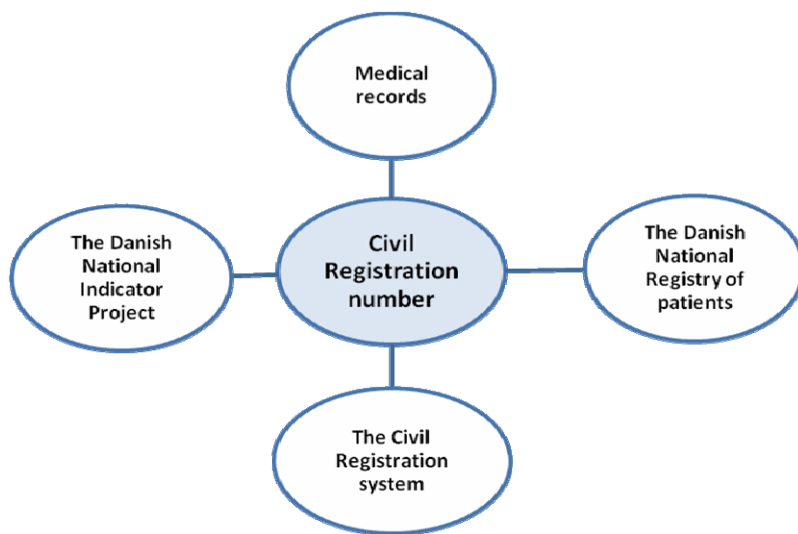 Medical
records
The Danish
National
Indicator
Project
Civil
Registration
number
The Danish
National
Registry of
patients
The Civil
Registration
system